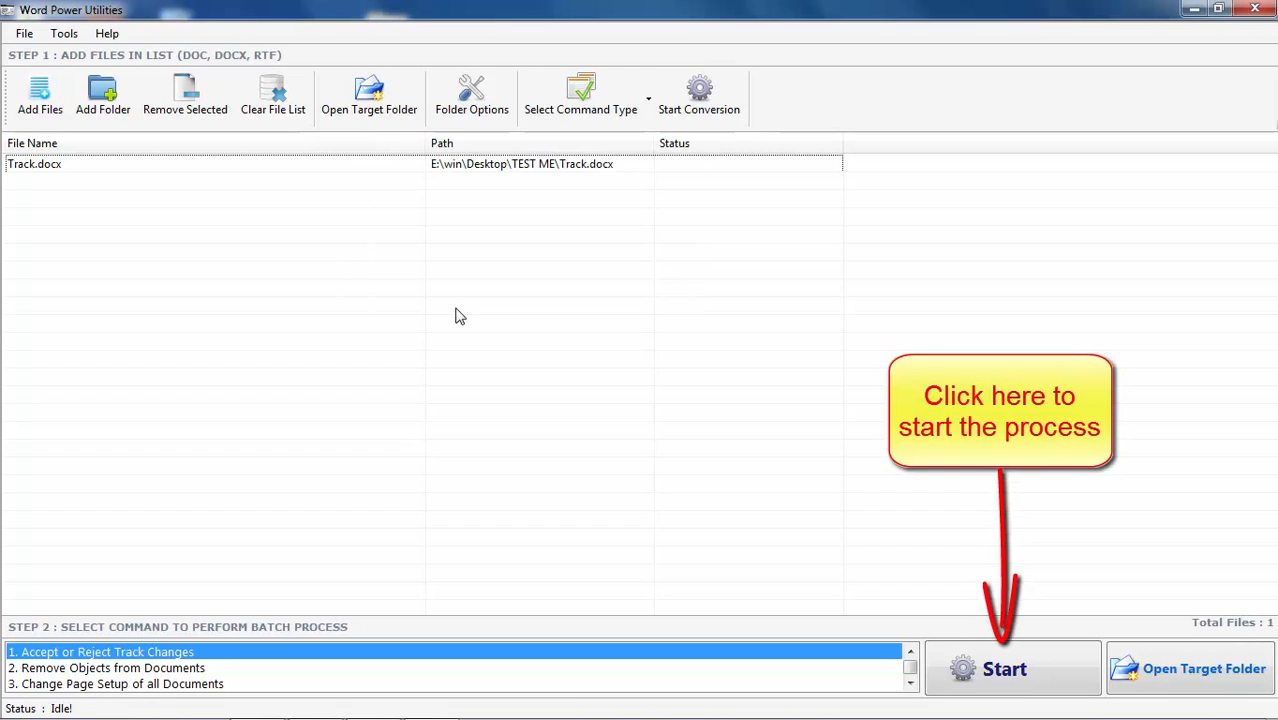 Word Power Utilities
File Tools Help
STEP 1 : ADD FILES IN LIST (DOC, DOCX, RTF)
Add Files Add Folder Remove Selected Clear File List Open Target Folder Folder Options Select Command Type Start Conversion
File Name Path Status
Track.docx E:\win\Desktop\TEST ME\Track.docx
Click here to
start the process
STEP 2 : SELECT COMMAND TO PERFORM BATCH PROCESS Total Files : 1
1. Accept or Reject Track Changes
2. Remove Objects from Documents
3. Change Page Setup of all Documents
Start Open Target Folder
Status : Idle!